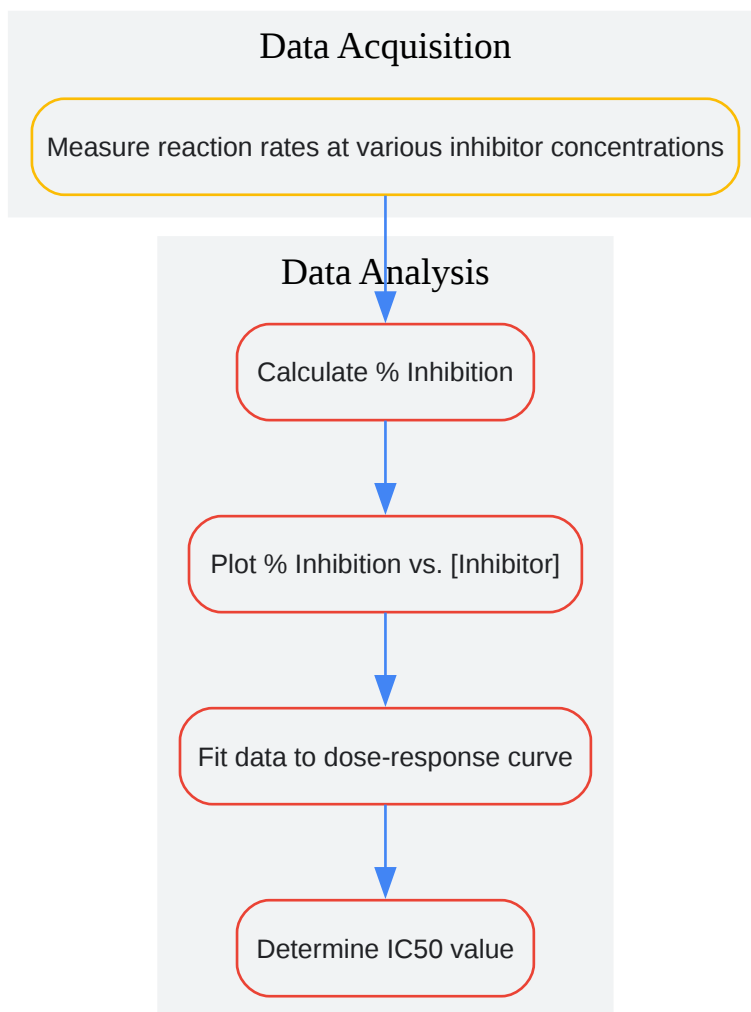 Data Acquisition
Measure reaction rates at various inhibitor concentrations
Data Analysis
Calculate % Inhibition
Plot % Inhibition vs. [Inhibitor]
Fit data to dose-response curve
Determine IC50 value